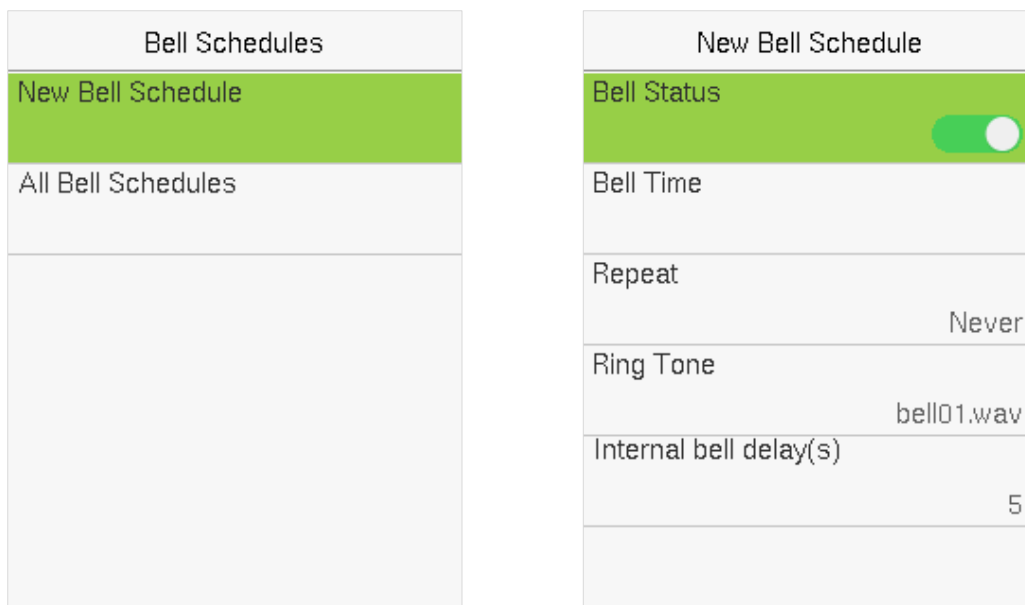 Bell Schedules
New Bell Schedule
All Bell Schedules
New Bell Schedule
Bell Status
Bell Time
Repeat
Never
Ring Tone
bell01.wav
Internal bell delay(s)
5